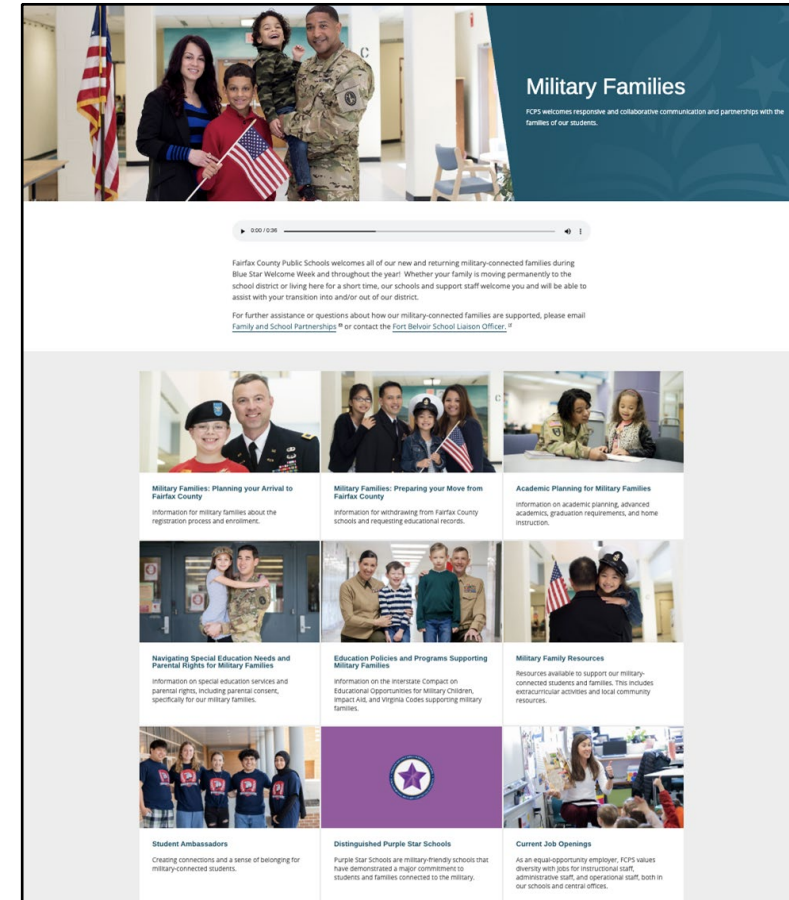 Military Families
FCPS welcomes responsive and collaborative communication and partnerships with the
families of our students.
0:00 / 0:36
Fairfax County Public Schools welcomes all of our new and returning military-connected families during
Blue Star Welcome Week and throughout the year! Whether your family is moving permanently to the
school district or living here for a short time, our schools and support staff welcome you and will be able to
assist with your transition into and/or out of our district.
For further assistance or questions about how our military-connected families are supported, please email
Family and School Partnerships or contact the Fort Belvoir School Liaison Officer.
Military Families: Planning your Arrival to
Fairfax County
Information for military families about the
registration process and enrollment.
Military Families: Preparing your Move from
Fairfax County
Information for withdrawing from Fairfax County
schools and requesting educational records.
Academic Planning for Military Families
Information on academic planning, advanced
academics, graduation requirements, and home
instruction.
Navigating Special Education Needs and
Parental Rights for Military Families
Information on special education services and
parental rights, including parental consent,
specifically for our military families.
Education Policies and Programs Supporting
Military Families
Information on the Interstate Compact on
Educational Opportunities for Military Children,
Impact Aid, and Virginia Codes supporting military
families.
Military Family Resources
Resources available to support our military-
connected students and families. This includes
extracurricular activities and local community
resources.
Student Ambassadors
Creating connections and a sense of belonging for
military-connected students.
Distinguished Purple Star Schools
Purple Star Schools are military-friendly schools that
have demonstrated a major commitment to
students and families connected to the military.
Current Job Openings
As an equal-opportunity employer, FCPS values
diversity with jobs for instructional staff,
administrative staff, and operational staff, both in
our schools and central offices.